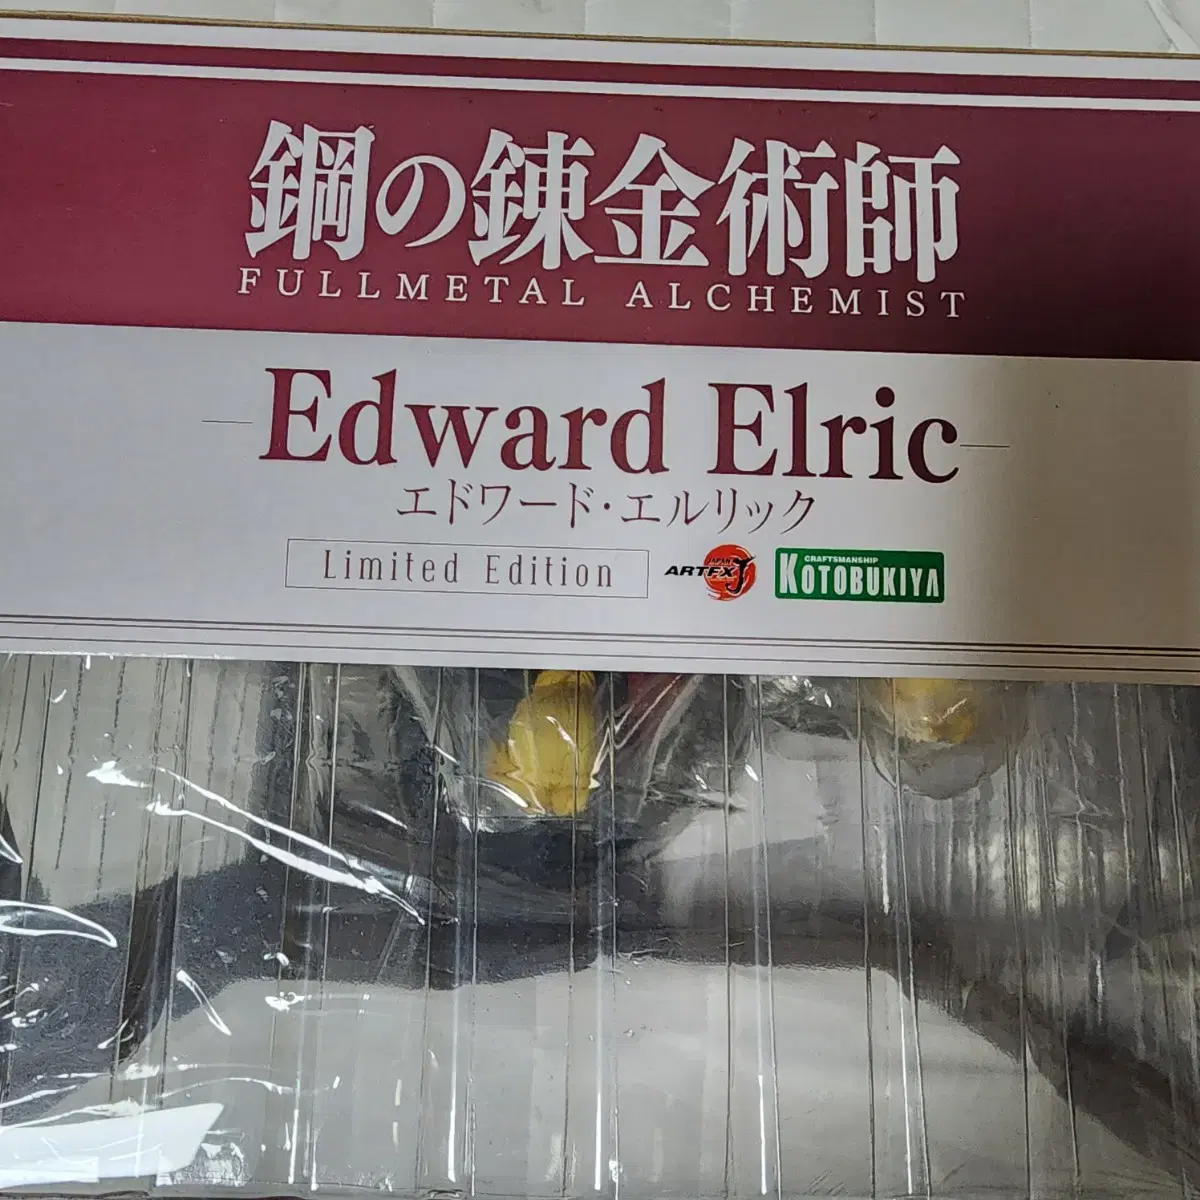 鋼の錬金術師
FULLMETAL ALCHEMIST
Edward Elric
エドワード・エルリック
Limited Edition
JAPAN
ARTFX J
CRAFTSMANSHIP
KOTOBUKIYA